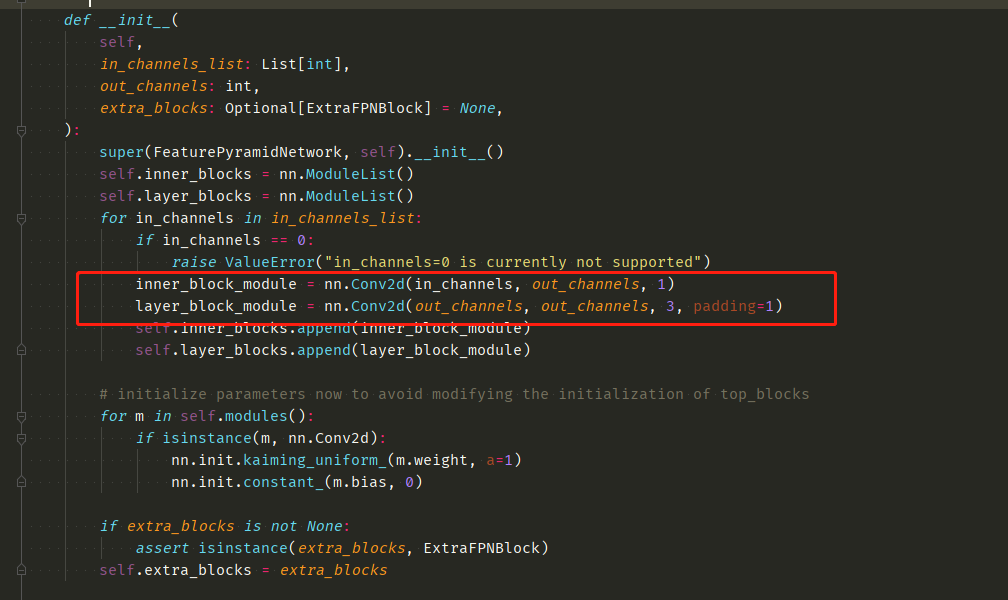 def __init__(
self,
in_channels_list: List[int],
out_channels: int,
extra_blocks: Optional[ExtraFPNBlock] = None,
):
super(FeaturePyramidNetwork, self).__init__()
self.inner_blocks = nn.ModuleList()
self.layer_blocks = nn.ModuleList()
for in_channels in in_channels_list:
if in_channels == 0:
raise ValueError("in_channels=0 is currently not supported")
inner_block_module = nn.Conv2d(in_channels, out_channels, 1)
layer_block_module = nn.Conv2d(out_channels, out_channels, 3, padding=1)
self.inner_blocks.append(inner_block_module)
self.layer_blocks.append(layer_block_module)
# initialize parameters now to avoid modifying the initialization of top_blocks
for m in self.modules():
if isinstance(m, nn.Conv2d):
nn.init.kaiming_uniform_(m.weight, a=1)
nn.init.constant_(m.bias, 0)
if extra_blocks is not None:
assert isinstance(extra_blocks, ExtraFPNBlock)
self.extra_blocks = extra_blocks